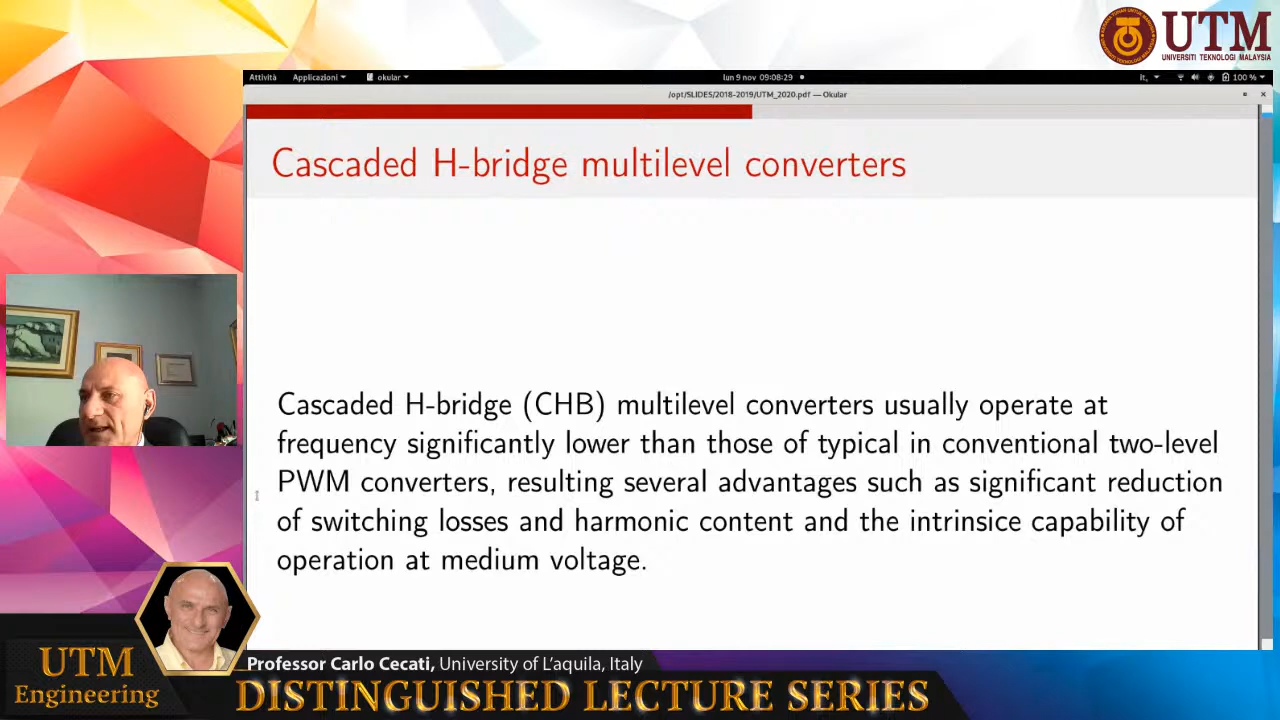 UTM
UNIVERSITI TEKNOLOGI MALAYSIA
Attività Applicazioni okular lun 9 nov 09:08:29 it, 100 %
/opt/SLIDES/2018-2019/UTM_2020.pdf — Okular
Cascaded H-bridge multilevel converters
Cascaded H-bridge (CHB) multilevel converters usually operate at
frequency significantly lower than those of typical in conventional two-level
PWM converters, resulting several advantages such as significant reduction
of switching losses and harmonic content and the intrinsice capability of
operation at medium voltage.
Professor Carlo Cecati, University of L'aquila, Italy
UTM
Engineering
DISTINGUISHED LECTURE SERIES